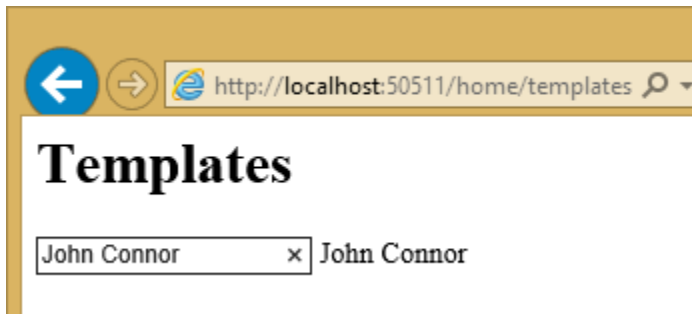 http://localhost:50511/home/templates
Templates
John Connor × John Connor